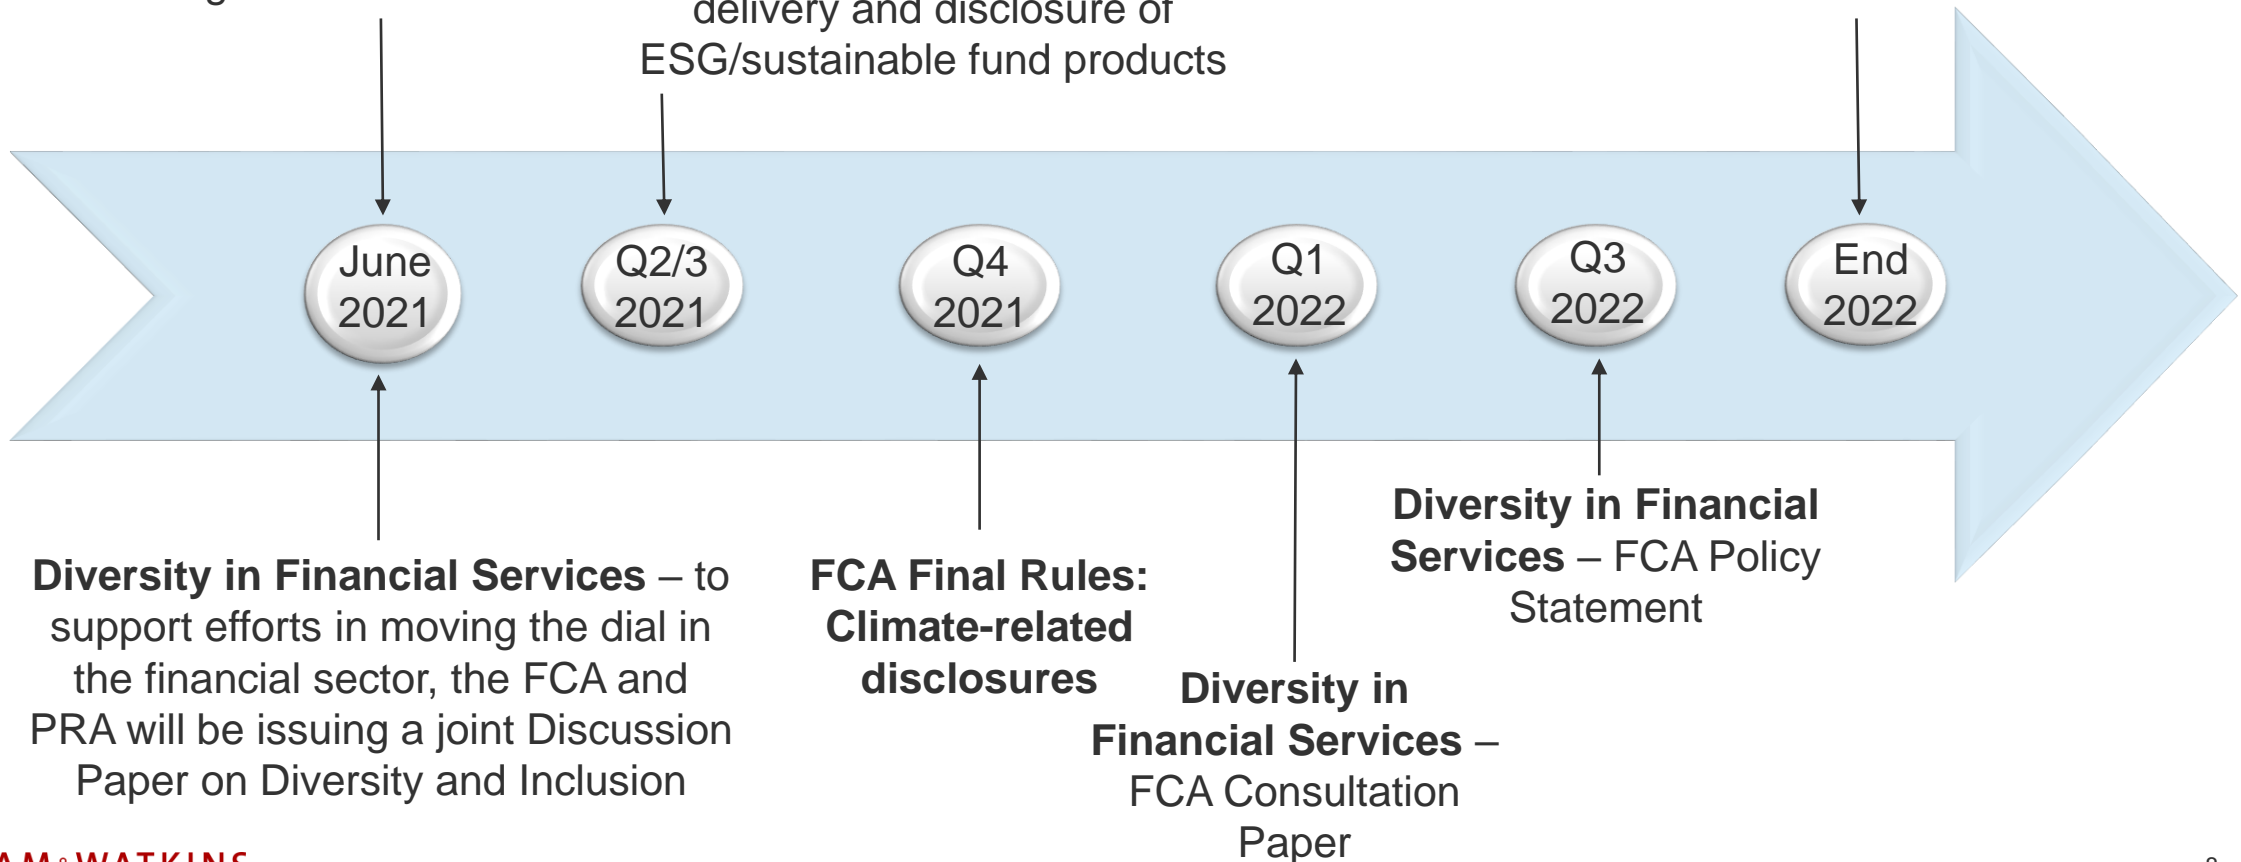 delivery and disclosure of
ESG/sustainable fund products
June
2021
Q2/3
2021
Q4
2021
Q1
2022
Q3
2022
End
2022
Diversity in Financial Services – to
support efforts in moving the dial in
the financial sector, the FCA and
PRA will be issuing a joint Discussion
Paper on Diversity and Inclusion
FCA Final Rules:
Climate-related
disclosures
Diversity in
Financial Services –
FCA Consultation
Paper
Diversity in Financial
Services – FCA Policy
Statement
WATKINS